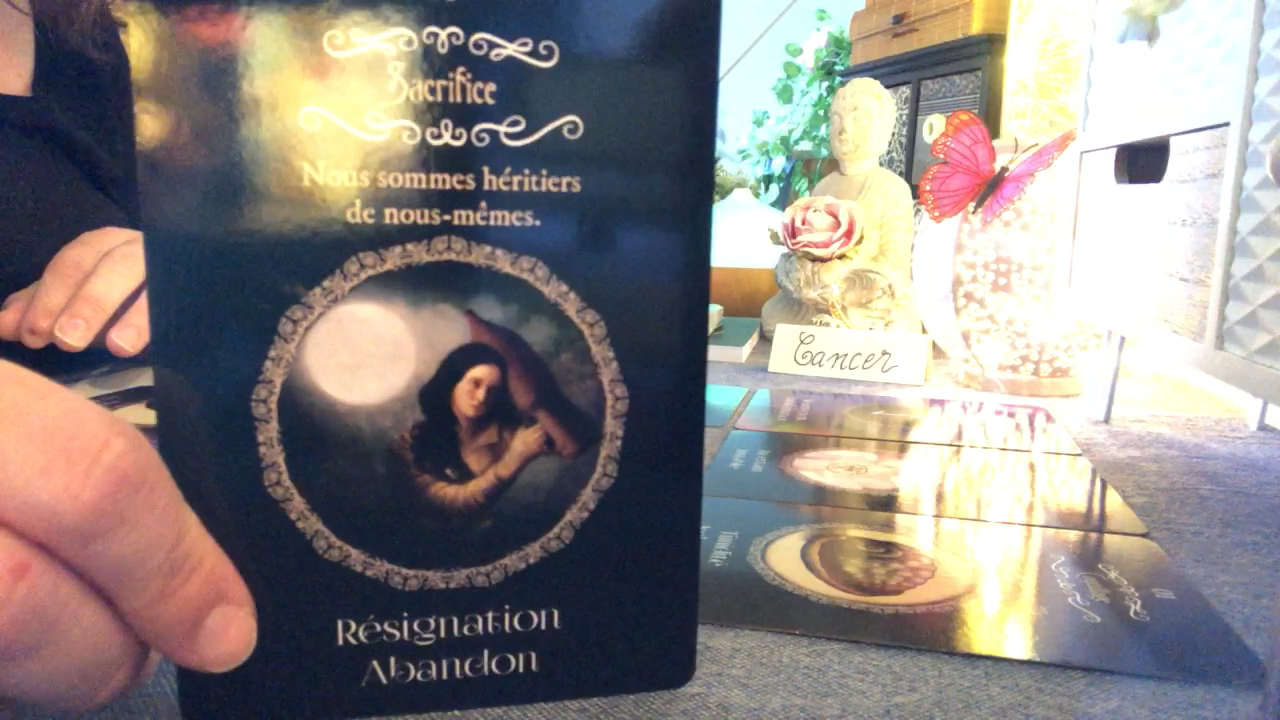 Sacrifice
Nous sommes héritiers
de nous-mêmes.
Résignation
Abandon
Cancer